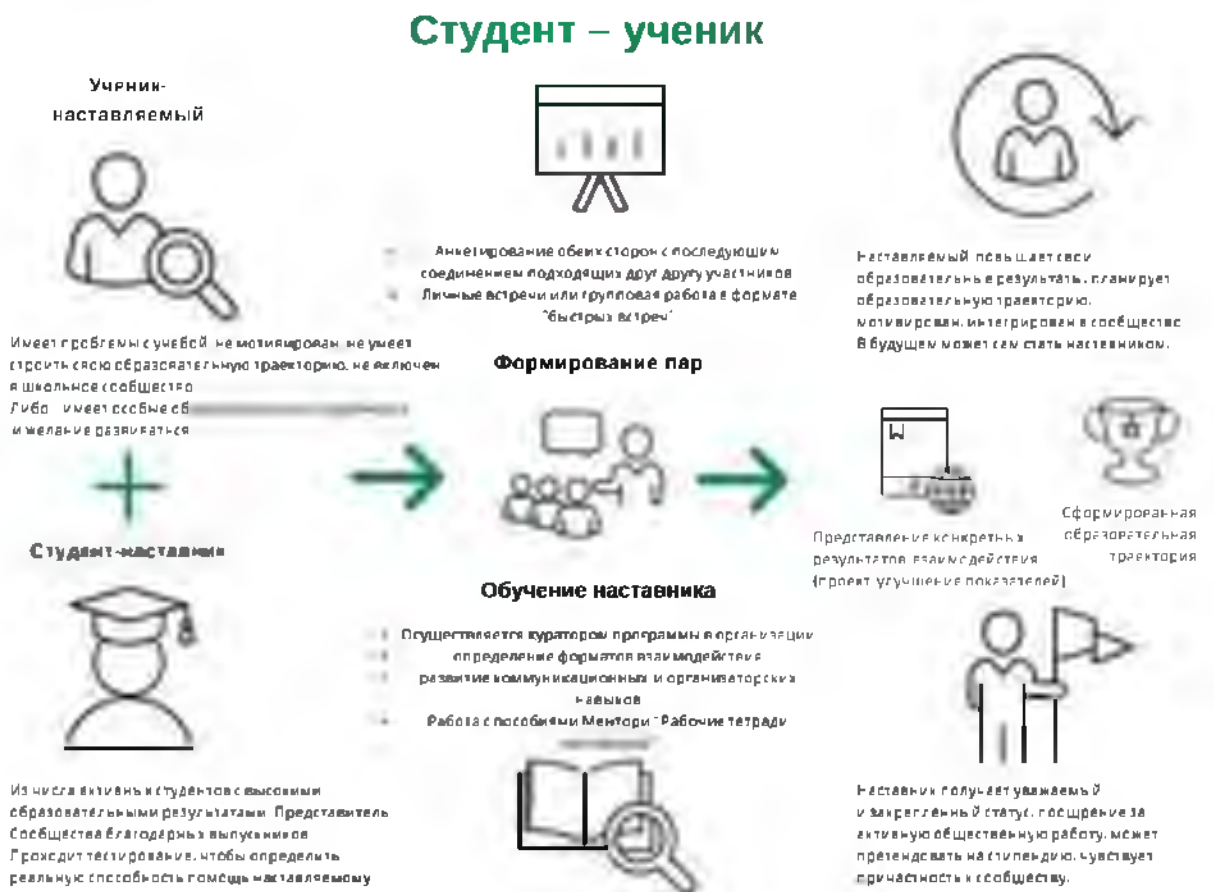 Студент – ученик
Ученик-
наставляемый
Имеет проблемы с учебой, не мотивирован, не умеет
строить свою образовательную траекторию, не включен
в школьное сообщество
Либо имеет особые об
и желание развиваться
Студент-наставник
Из числа активных студентов с высокими
образовательными результатами. Представитель
Сообщества благодарных выпускников
Проходит тестирование, чтобы определить
реальную способность помощь наставляемому
Анкетирование обеих сторон с последующим
соединением подходящих друг другу участников
Личные встречи или групповая работа в формате
"быстрых встреч"
Формирование пар
Обучение наставника
Осуществляется куратором программы в организации
определение форматов взаимодействия
развитие коммуникационных и организаторских
навыков
Работа с пособиями Ментори "Рабочие тетради
Наставляемый повышает свои
образовательные результаты, планирует
образовательную траекторию,
мотивирован, интегрирован в сообщество.
В будущем может сам стать наставником.
Представление конкретных
результатов взаимодействия
(проект улучшение показателей)
Сформированная
образовательная
траектория
Наставник получает уважаемый
и закрепленный статус, поощрение за
активную общественную работу, может
претендовать на стипендию, чувствует
причастность к сообществу.